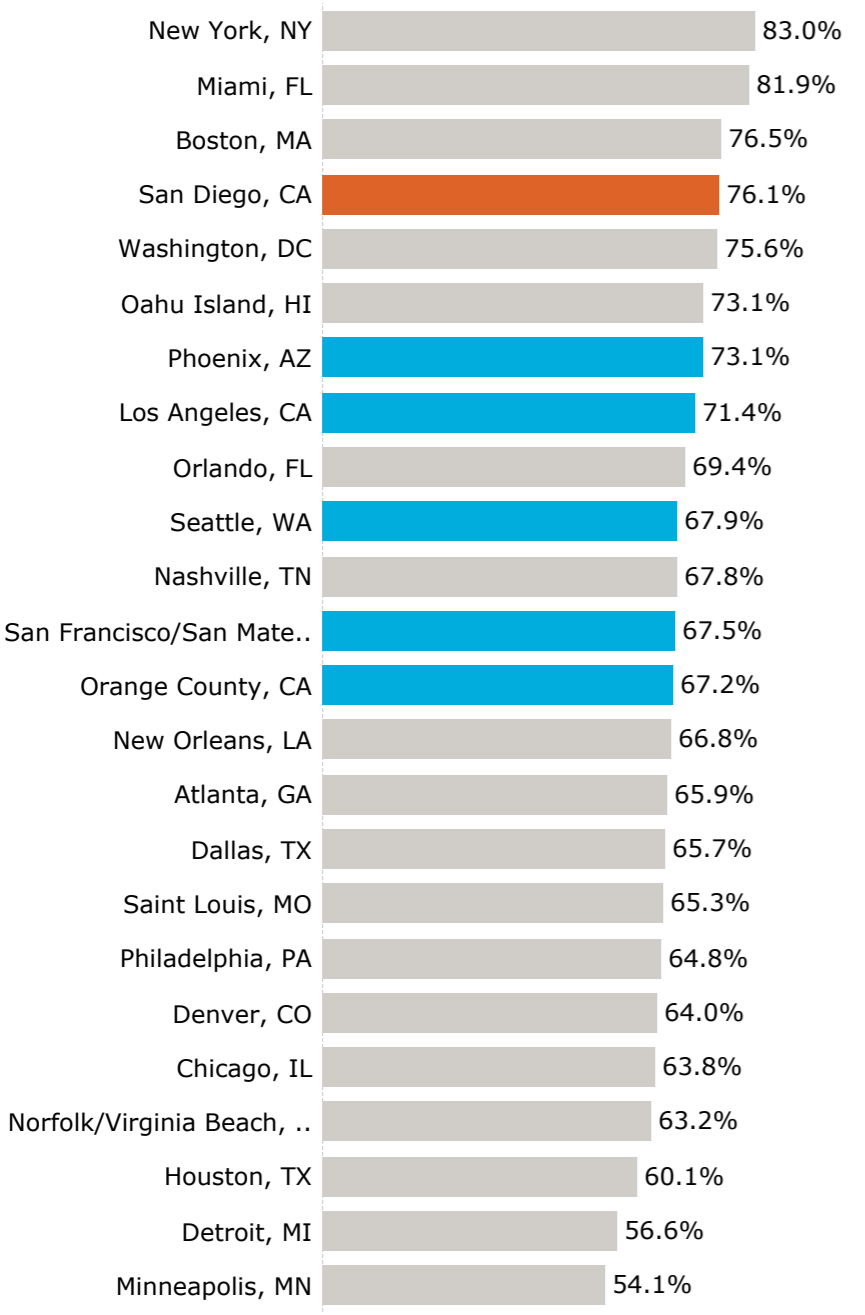 New York, NY 83.0%
Miami, FL 81.9%
Boston, MA 76.5%
San Diego, CA 76.1%
Washington, DC 75.6%
Oahu Island, HI 73.1%
Phoenix, AZ 73.1%
Los Angeles, CA 71.4%
Orlando, FL 69.4%
Seattle, WA 67.9%
Nashville, TN 67.8%
San Francisco/San Mate.. 67.5%
Orange County, CA 67.2%
New Orleans, LA 66.8%
Atlanta, GA 65.9%
Dallas, TX 65.7%
Saint Louis, MO 65.3%
Philadelphia, PA 64.8%
Denver, CO 64.0%
Chicago, IL 63.8%
Norfolk/Virginia Beach, .. 63.2%
Houston, TX 60.1%
Detroit, MI 56.6%
Minneapolis, MN 54.1%